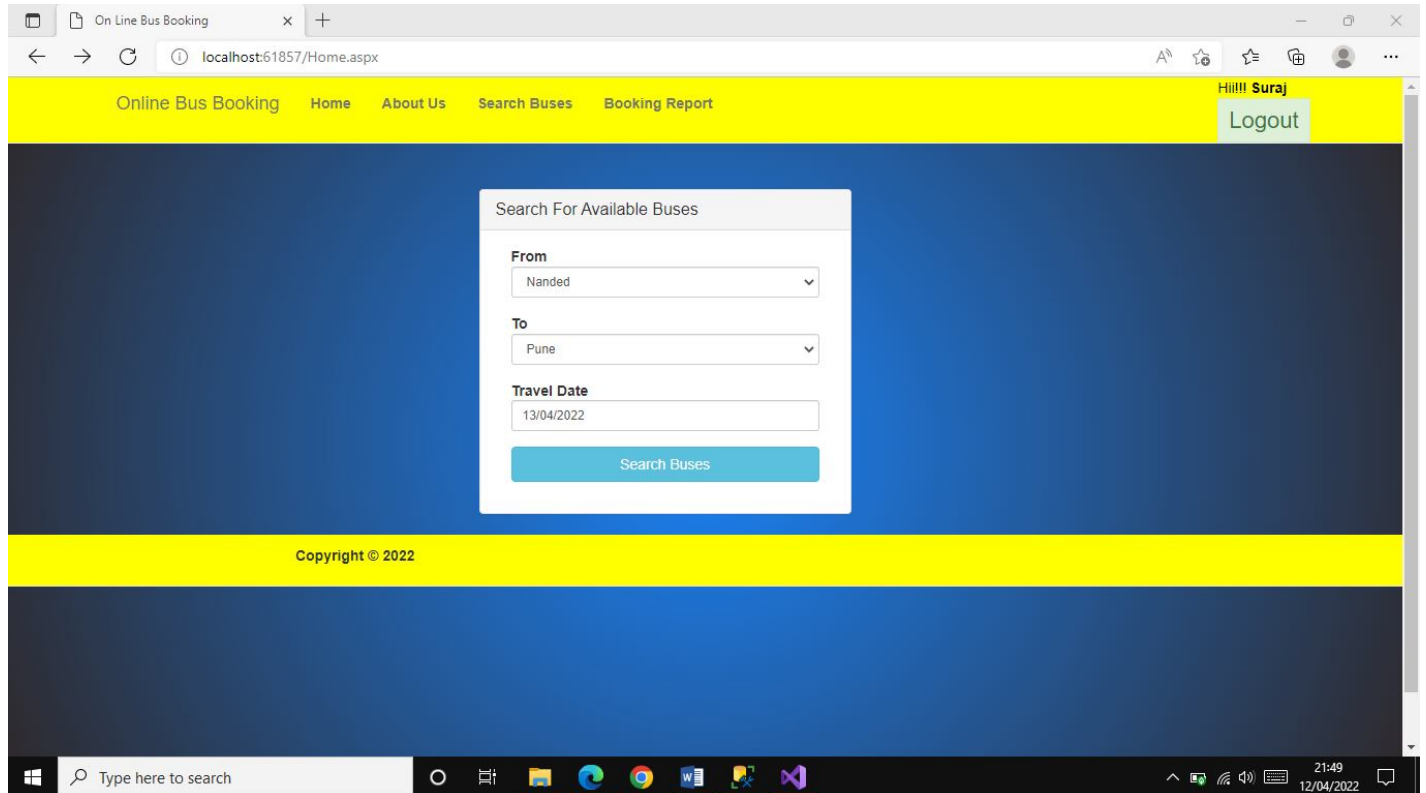 On Line Bus Booking
localhost:61857/Home.aspx
Online Bus Booking Home About Us Search Buses Booking Report
Hii!!! Suraj
Logout
Search For Available Buses
From
Nanded
To
Pune
Travel Date
13/04/2022
Search Buses
Copyright © 2022
Type here to search
21:49
12/04/2022